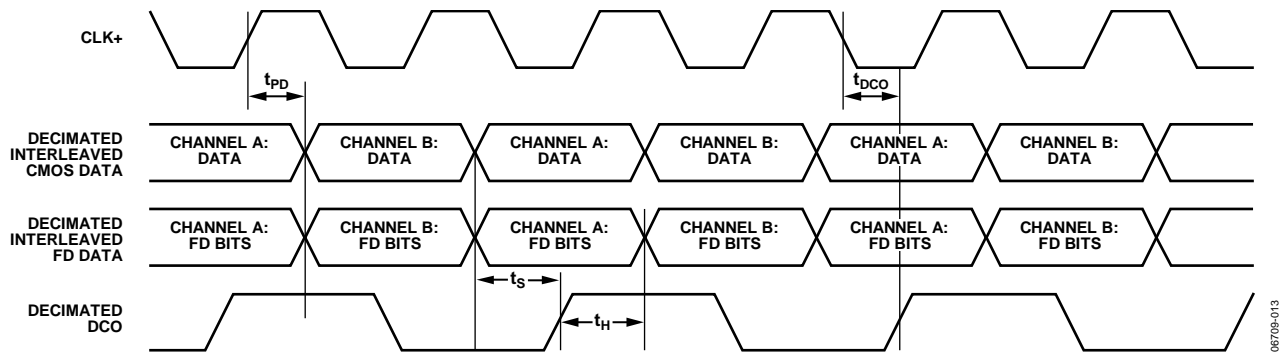 CLK+
tPD
tDCO
DECIMATED
INTERLEAVED
CMOS DATA
CHANNEL A:
DATA
CHANNEL B:
DATA
CHANNEL A:
DATA
CHANNEL B:
DATA
CHANNEL A:
DATA
CHANNEL B:
DATA
DECIMATED
INTERLEAVED
FD DATA
CHANNEL A:
FD BITS
CHANNEL B:
FD BITS
CHANNEL A:
FD BITS
CHANNEL B:
FD BITS
CHANNEL A:
FD BITS
CHANNEL B:
FD BITS
tS
tH
DECIMATED
DCO
06709-013